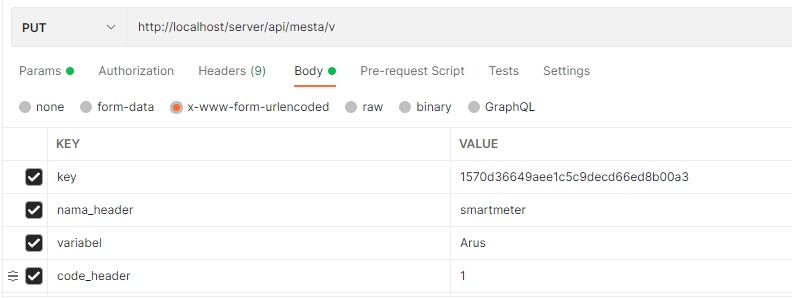 PUT http://localhost/server/api/mesta/v
Params Authorization Headers (9) Body Pre-request Script Tests Settings
none form-data x-www-form-urlencoded raw binary GraphQL
KEY VALUE
key 1570d36649aee1c5c9decd66ed8b00a3
nama_header smartmeter
variabel Arus
code_header 1